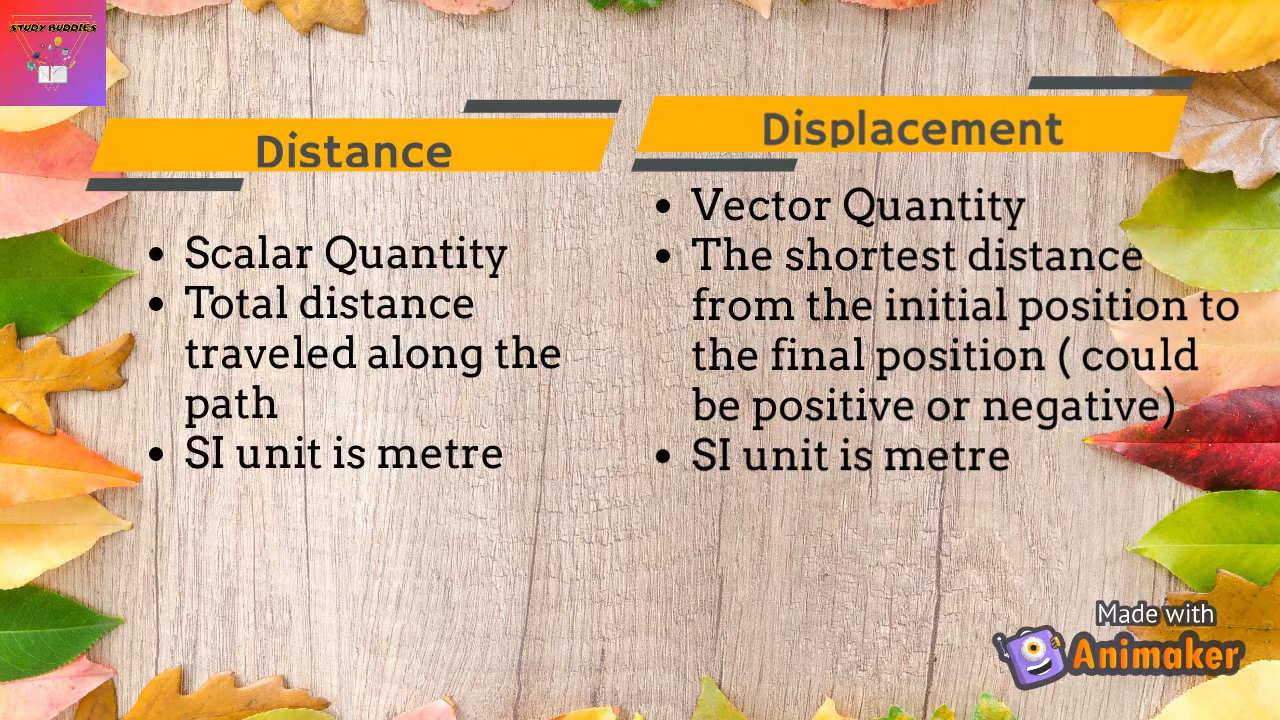 STUDY BUDDIES
Distance
Scalar Quantity
Total distance
traveled along the
path
SI unit is metre
Displacement
Vector Quantity
The shortest distance
from the initial position to
the final position ( could
be positive or negative)
SI unit is metre
Made with
Animaker